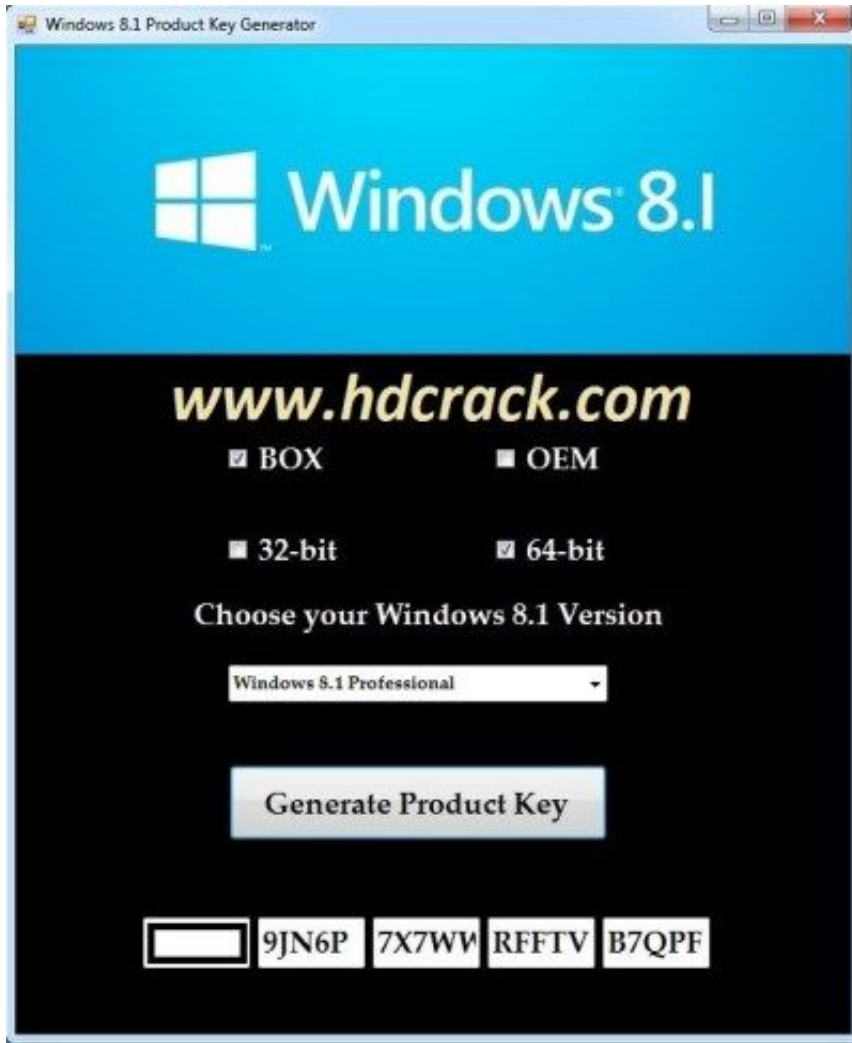 Windows 8.1 Product Key Generator
Windows 8.1
www.hdcrack.com
BOX OEM
32-bit 64-bit
Choose your Windows 8.1 Version
Windows 8.1 Professional
Generate Product Key
9JN6P 7X7WW RFFTV B7QPF